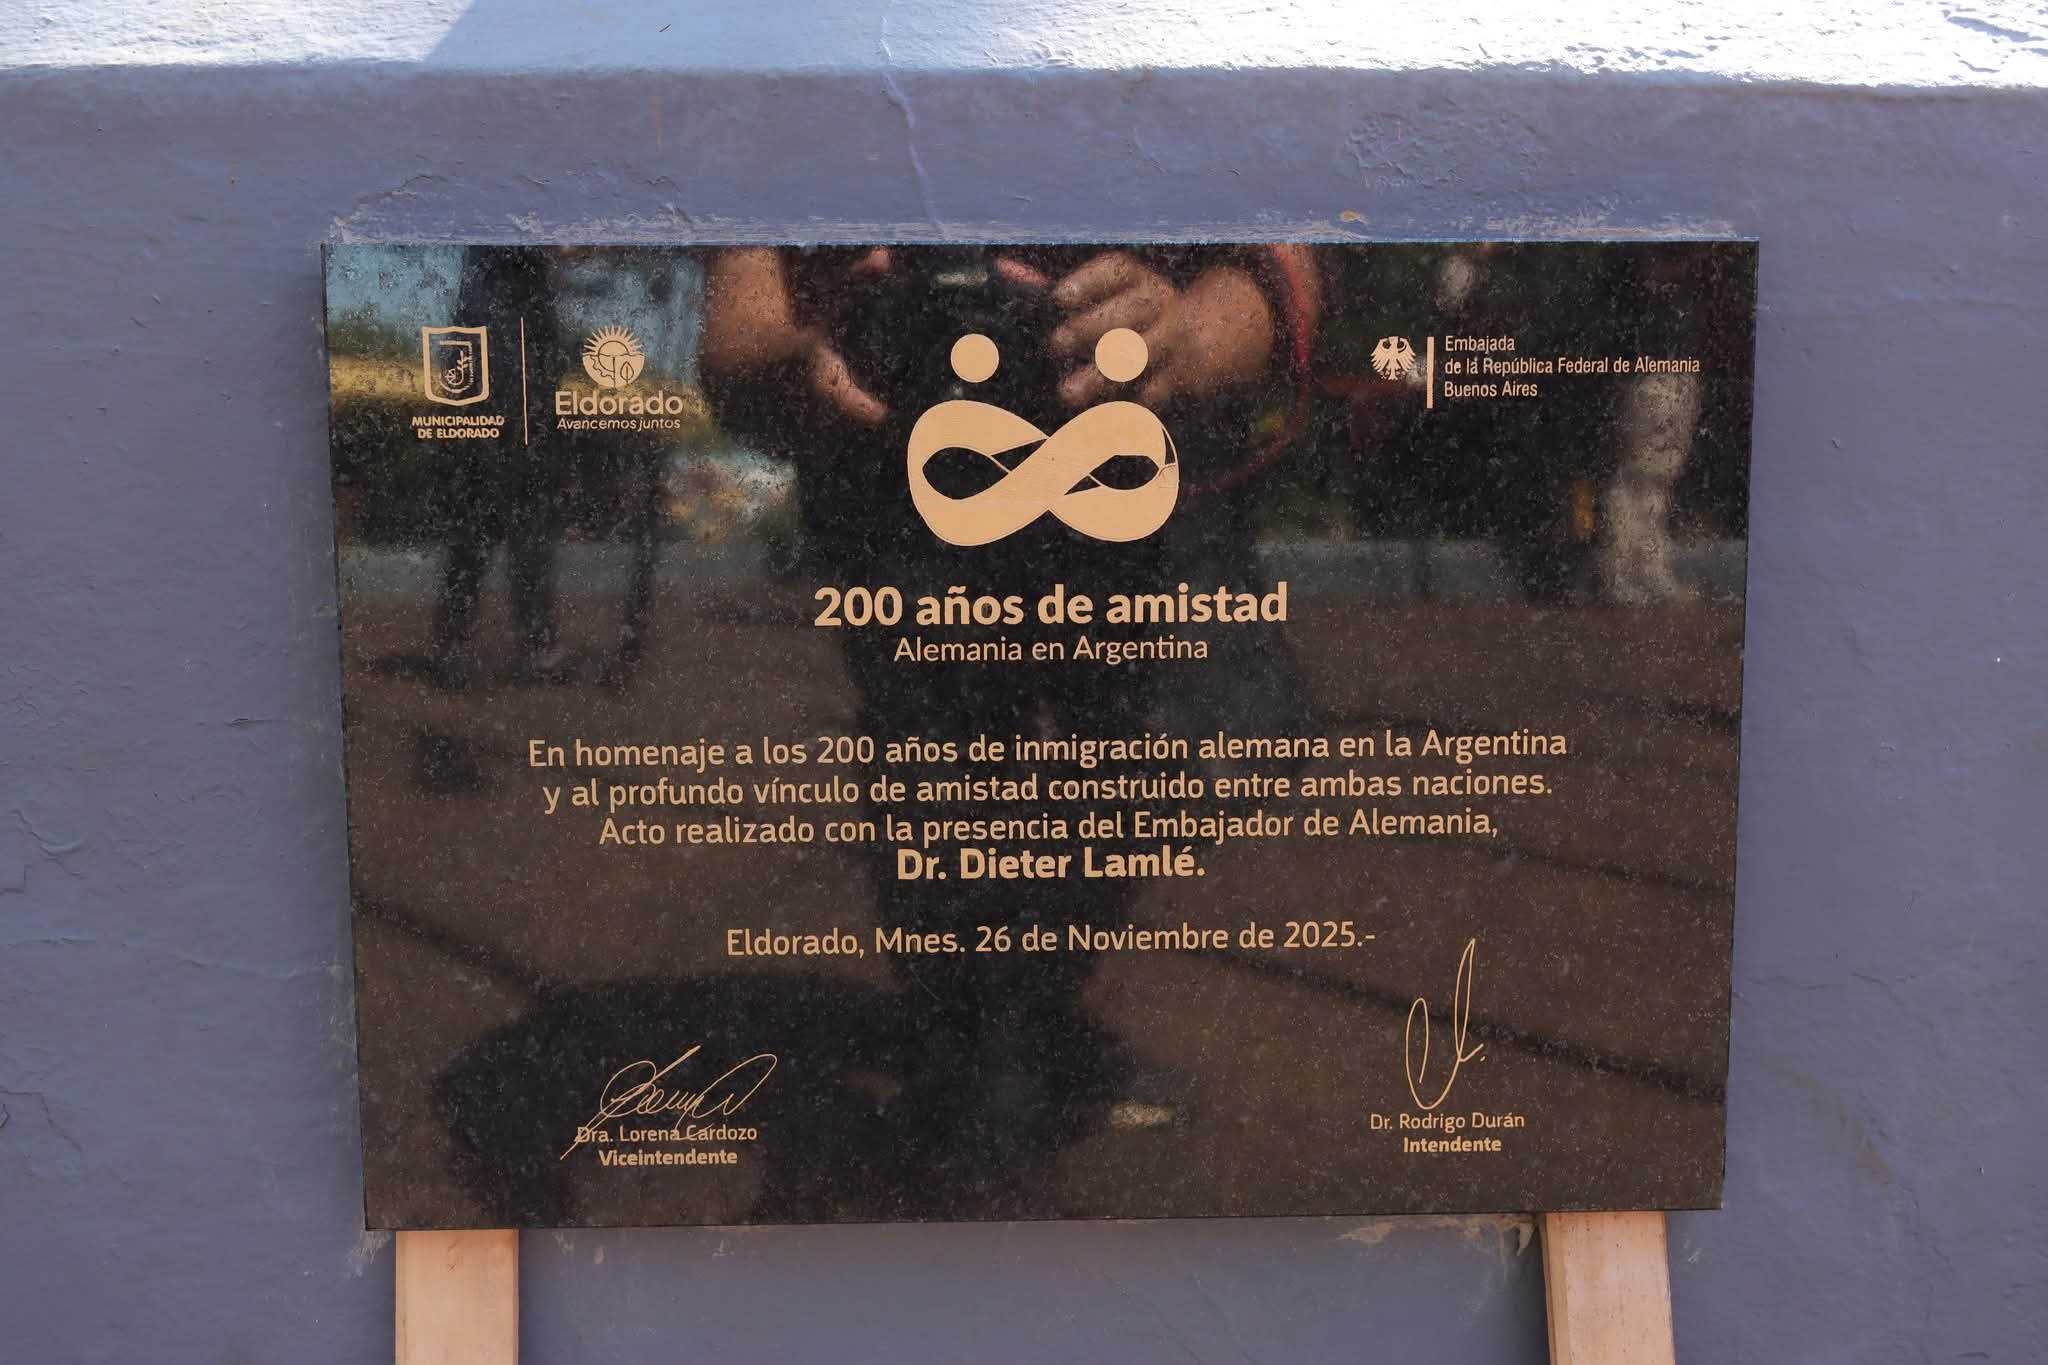 MUNICIPALIDAD
DE ELDORADO
Eldorado
Avancemos juntos
Embajada
de la República Federal de Alemania
Buenos Aires
200 años de amistad
Alemania en Argentina
En homenaje a los 200 años de inmigración alemana en la Argentina
y al profundo vínculo de amistad construido entre ambas naciones.
Acto realizado con la presencia del Embajador de Alemania,
Dr. Dieter Lamlé.
Eldorado, Mnes. 26 de Noviembre de 2025.-
Dra. Lorena Cardozo
Viceintendente
Dr. Rodrigo Durán
Intendente